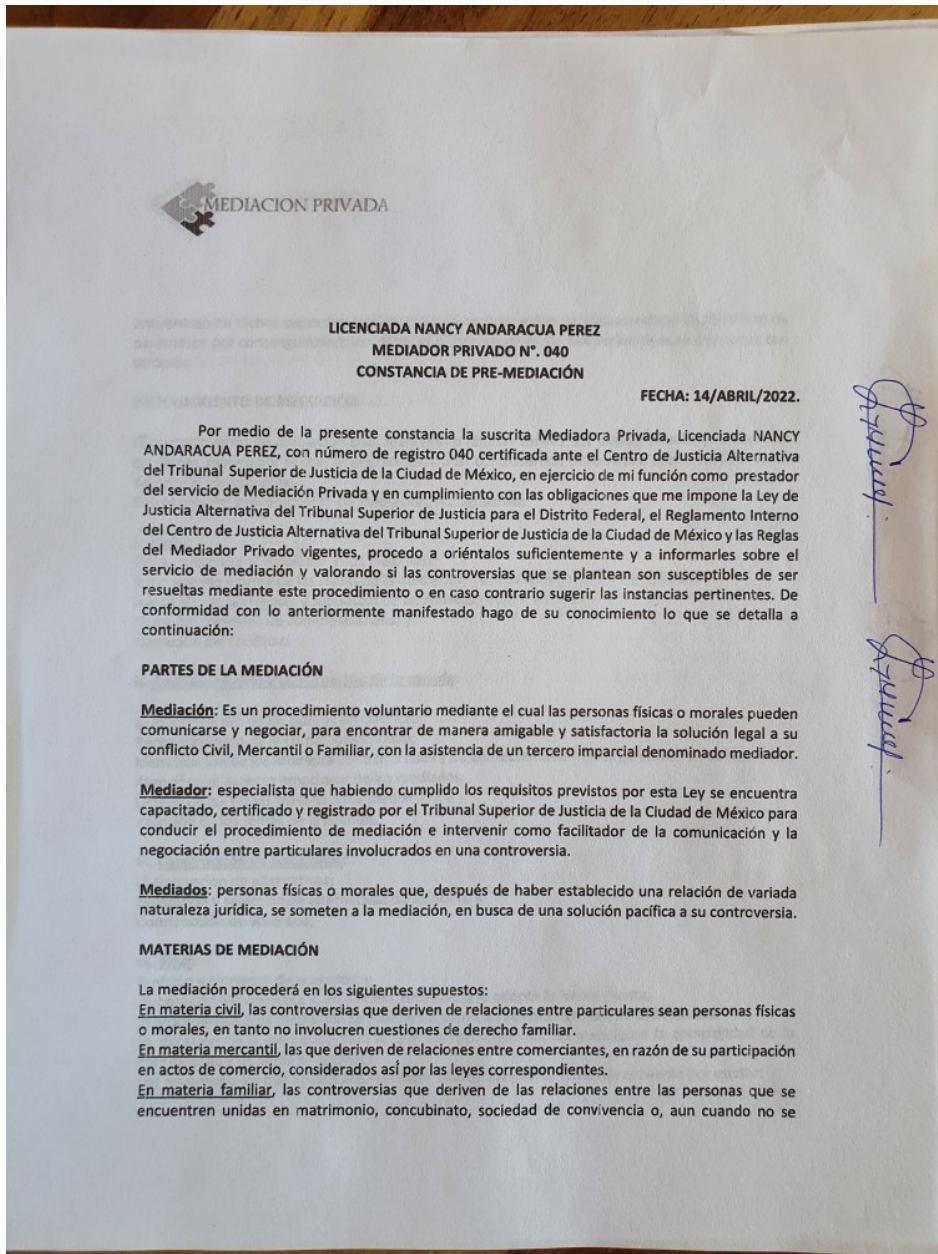 MEDIACION PRIVADA
LICENCIADA NANCY ANDARACUA PEREZ
MEDIADOR PRIVADO N°. 040
CONSTANCIA DE PRE-MEDIACIÓN
FECHA: 14/ABRIL/2022.
Por medio de la presente constancia la suscrita Mediadora Privada, Licenciada NANCY
ANDARACUA PEREZ, con número de registro 040 certificada ante el Centro de Justicia Alternativa
del Tribunal Superior de Justicia de la Ciudad de México, en ejercicio de mi función como prestador
del servicio de Mediación Privada y en cumplimiento con las obligaciones que me impone la Ley de
Justicia Alternativa del Tribunal Superior de Justicia para el Distrito Federal, el Reglamento Interno
del Centro de Justicia Alternativa del Tribunal Superior de Justicia de la Ciudad de México y las Reglas
del Mediador Privado vigentes, procedo a oriéntalos suficientemente y a informarles sobre el
servicio de mediación y valorando si las controversias que se plantean son susceptibles de ser
resueltas mediante este procedimiento o en caso contrario sugerir las instancias pertinentes. De
conformidad con lo anteriormente manifestado hago de su conocimiento lo que se detalla a
continuación:
PARTES DE LA MEDIACIÓN
Mediación: Es un procedimiento voluntario mediante el cual las personas físicas o morales pueden
comunicarse y negociar, para encontrar de manera amigable y satisfactoria la solución legal a su
conflicto Civil, Mercantil o Familiar, con la asistencia de un tercero imparcial denominado mediador.
Mediador: especialista que habiendo cumplido los requisitos previstos por esta Ley se encuentra
capacitado, certificado y registrado por el Tribunal Superior de Justicia de la Ciudad de México para
conducir el procedimiento de mediación e intervenir como facilitador de la comunicación y la
negociación entre particulares involucrados en una controversia.
Mediados: personas físicas o morales que, después de haber establecido una relación de variada
naturaleza jurídica, se someten a la mediación, en busca de una solución pacífica a su controversia.
MATERIAS DE MEDIACIÓN
La mediación procederá en los siguientes supuestos:
En materia civil, las controversias que deriven de relaciones entre particulares sean personas físicas
o morales, en tanto no involucren cuestiones de derecho familiar.
En materia mercantil, las que deriven de relaciones entre comerciantes, en razón de su participación
en actos de comercio, considerados así por las leyes correspondientes.
En materia familiar, las controversias que deriven de las relaciones entre las personas que se
encuentren unidas en matrimonio, concubinato, sociedad de convivencia o, aun cuando no se